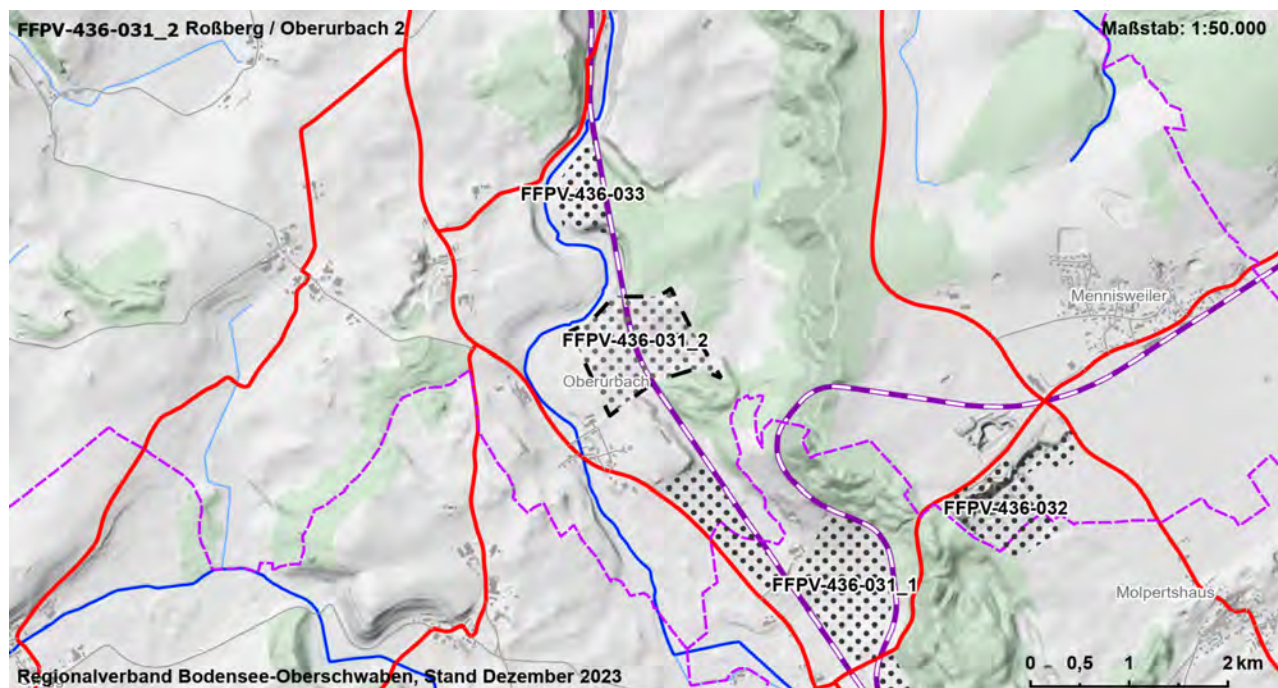 FFPV-436-031_2 Roßberg / Oberurbach 2
Maßstab: 1:50.000
FFPV-436-033
Mennisweiler
FFPV-436-031_2
Oberurbach
FFPV-436-032
FFPV-436-031_1
Molpertshaus
0 0,5 1 2 km
Regionalverband Bodensee-Oberschwaben, Stand Dezember 2023